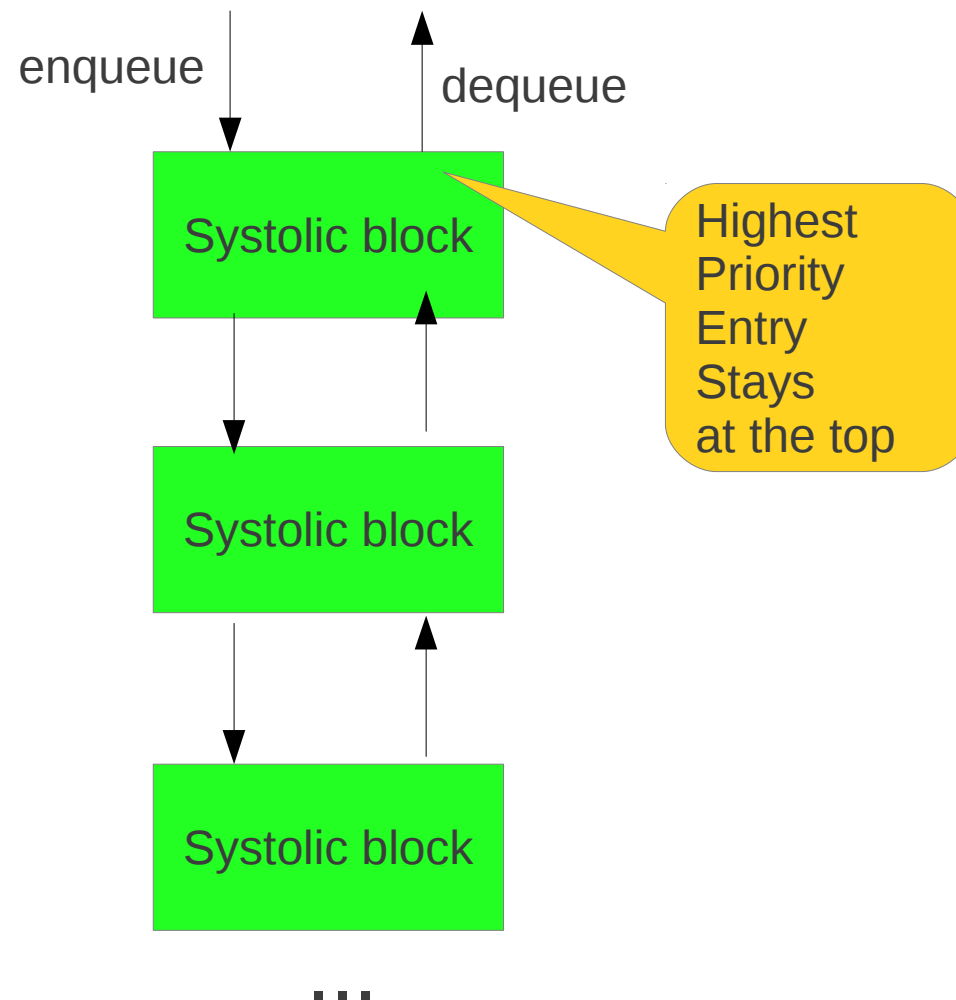 enqueue
dequeue
Systolic block
Highest
Priority
Entry
Stays
at the top
Systolic block
Systolic block
...